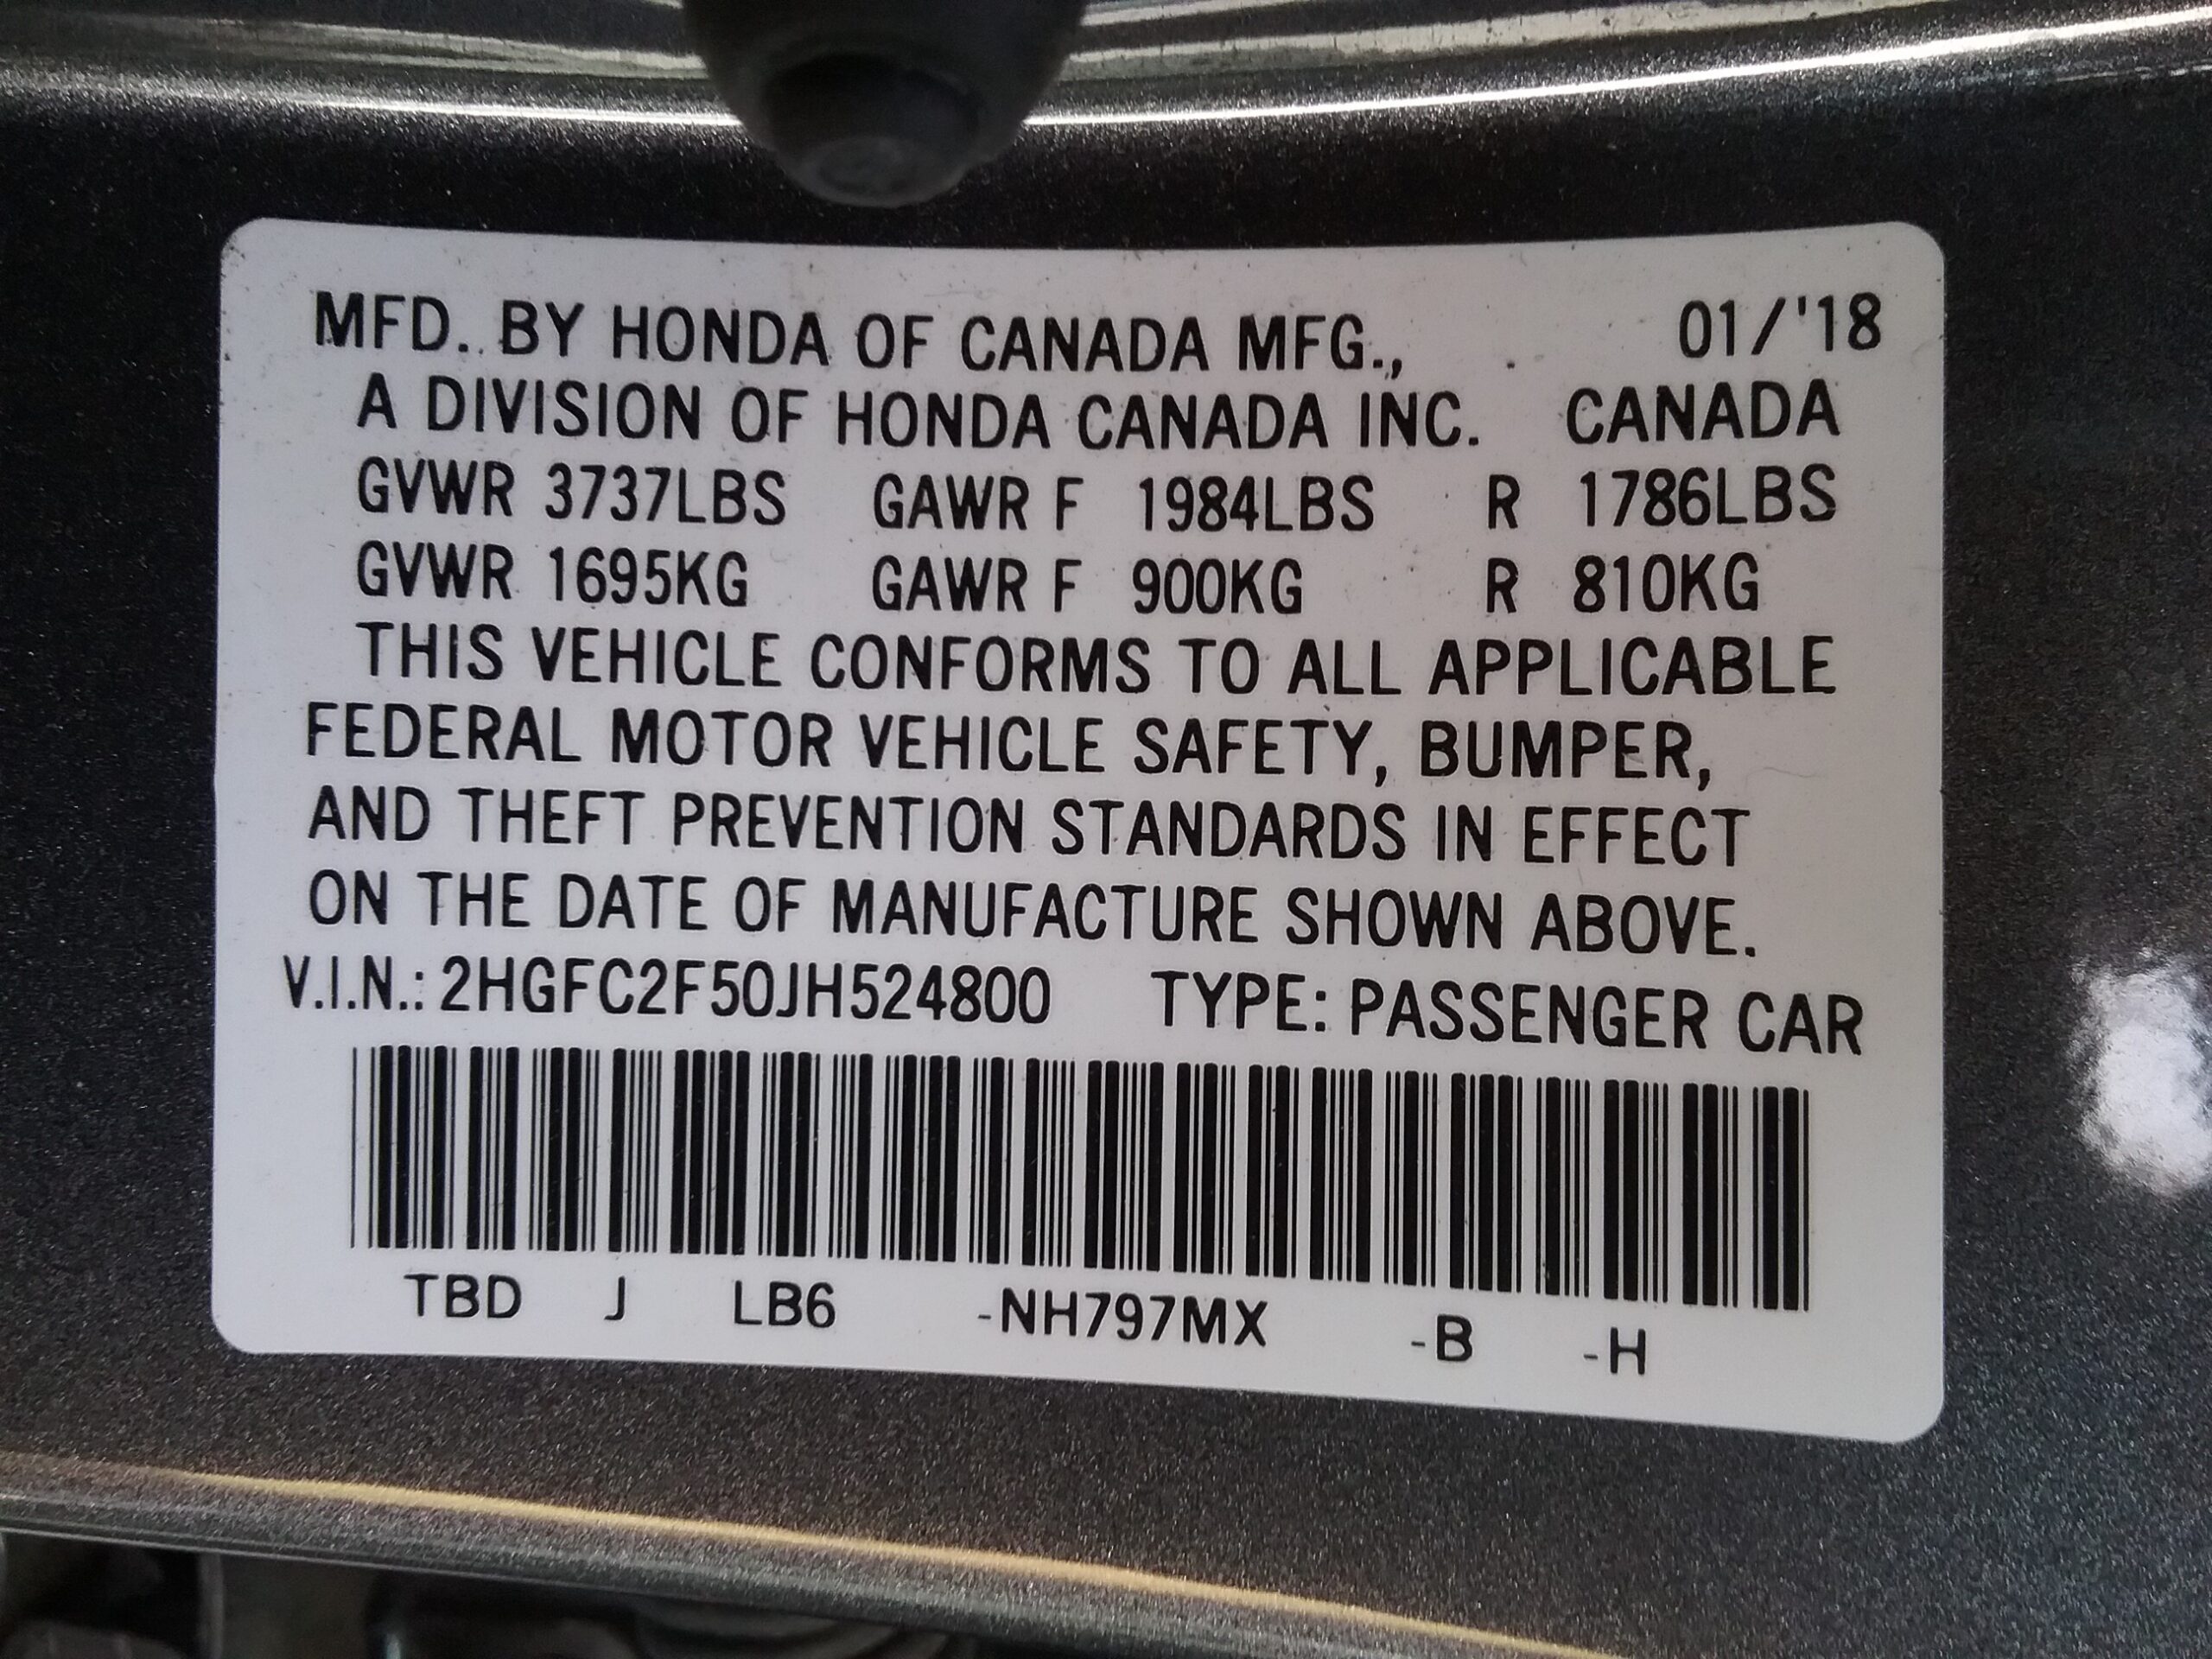 MFD. BY HONDA OF CANADA MFG., 01/'18
A DIVISION OF HONDA CANADA INC. CANADA
GVWR 3737LBS GAWR F 1984LBS R 1786LBS
GVWR 1695KG GAWR F 900KG R 810KG
THIS VEHICLE CONFORMS TO ALL APPLICABLE
FEDERAL MOTOR VEHICLE SAFETY, BUMPER,
AND THEFT PREVENTION STANDARDS IN EFFECT
ON THE DATE OF MANUFACTURE SHOWN ABOVE.
V.I.N.: 2HGFC2F50JH524800 TYPE: PASSENGER CAR
TBD J LB6 -NH797MX -B -H